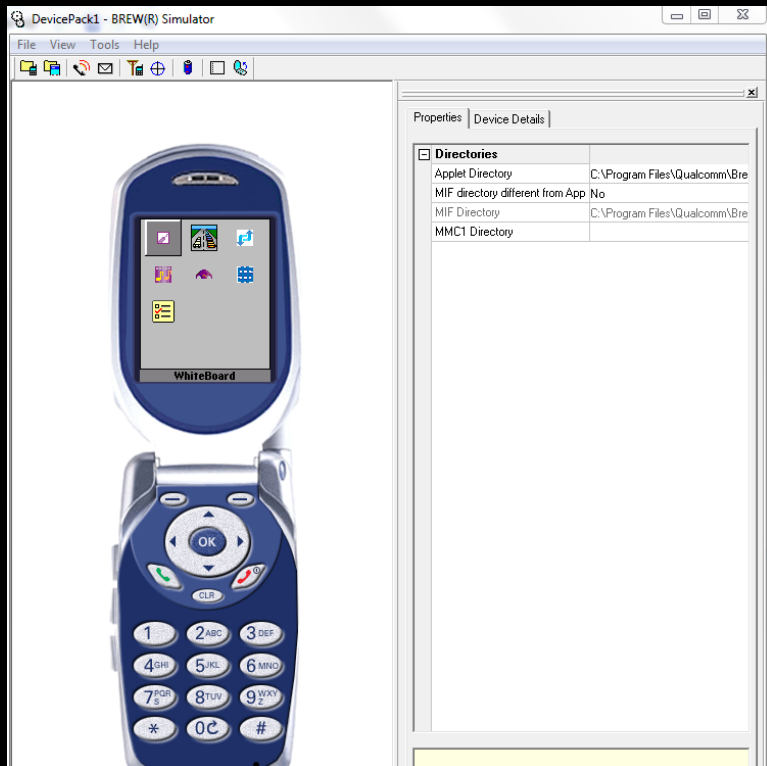 DevicePack1 - BREW(R) Simulator
File View Tools Help
Properties Device Details
Directories
Applet Directory C:\Program Files\Qualcomm\Bre
MIF directory different from App No
MIF Directory C:\Program Files\Qualcomm\Bre
MMC1 Directory
WhiteBoard
OK
CLR
1 2ABC 3DEF
4GHI 5JKL 6MNO
7PQRS 8TUV 9WXYZ
* 0 #